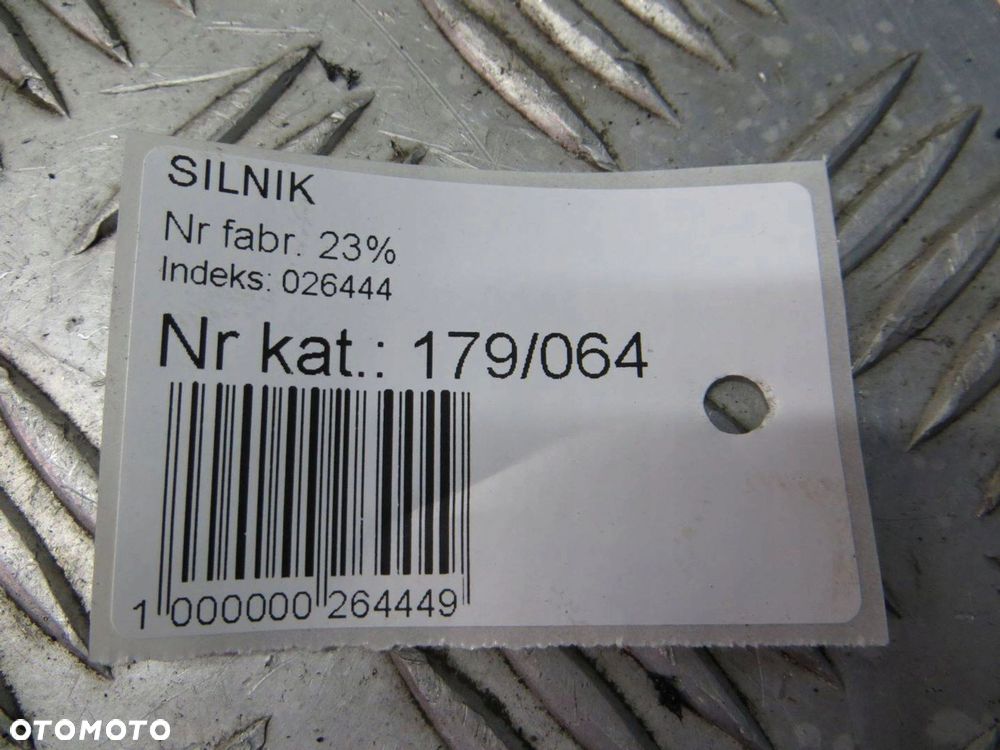 SILNIK
Nr fabr. 23%
Indeks: 026444
Nr kat.: 179/064
1 000000 264449
OTOMOTO